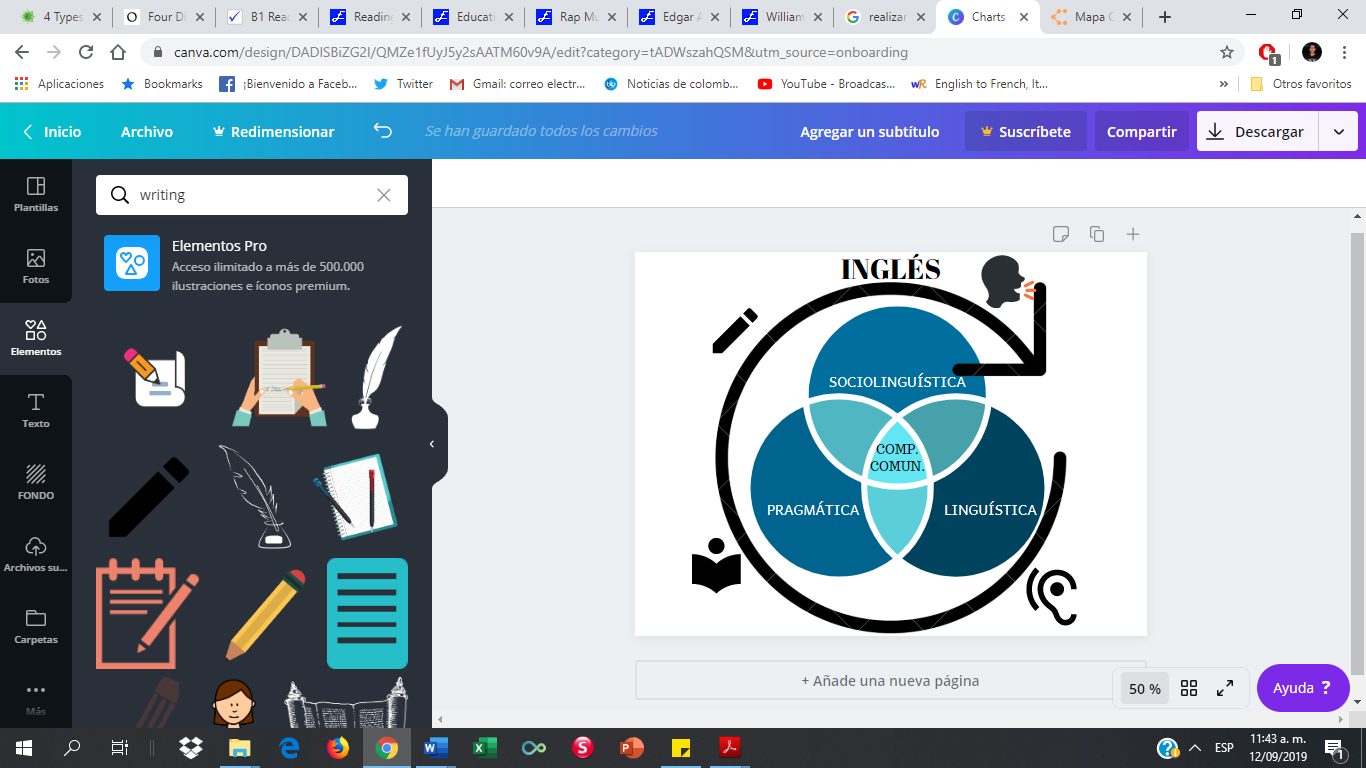 4 Types
Four Di
B1 Read
Reading
Educati
Rap Mu
Edgar A
William
realizar
Charts
Mapa C
canva.com/design/DADISBiZG2I/QMZe1fUyJ5y2sAATM60v9A/edit?category=tADWszahQSM&utm_source=onboarding
1
Aplicaciones
Bookmarks
¡Bienvenido a Faceb...
Twitter
Gmail: correo electr...
Noticias de colomb...
YouTube - Broadcas...
English to French, It...
»
Otros favoritos
Inicio
Archivo
Redimensionar
Se han guardado todos los cambios
Agregar un subtítulo
Suscríbete
Compartir
Descargar
Plantillas
Fotos
Elementos
Texto
FONDO
Archivos su...
Carpetas
Más
writing
Elementos Pro
Acceso ilimitado a más de 500.000
ilustraciones e íconos premium.
INGLÉS
SOCIOLINGUÍSTICA
COMP.
COMUN.
PRAGMÁTICA
LINGUÍSTICA
+ Añade una nueva página
50 %
Ayuda ?
ESP
11:43 a. m.
12/09/2019
1